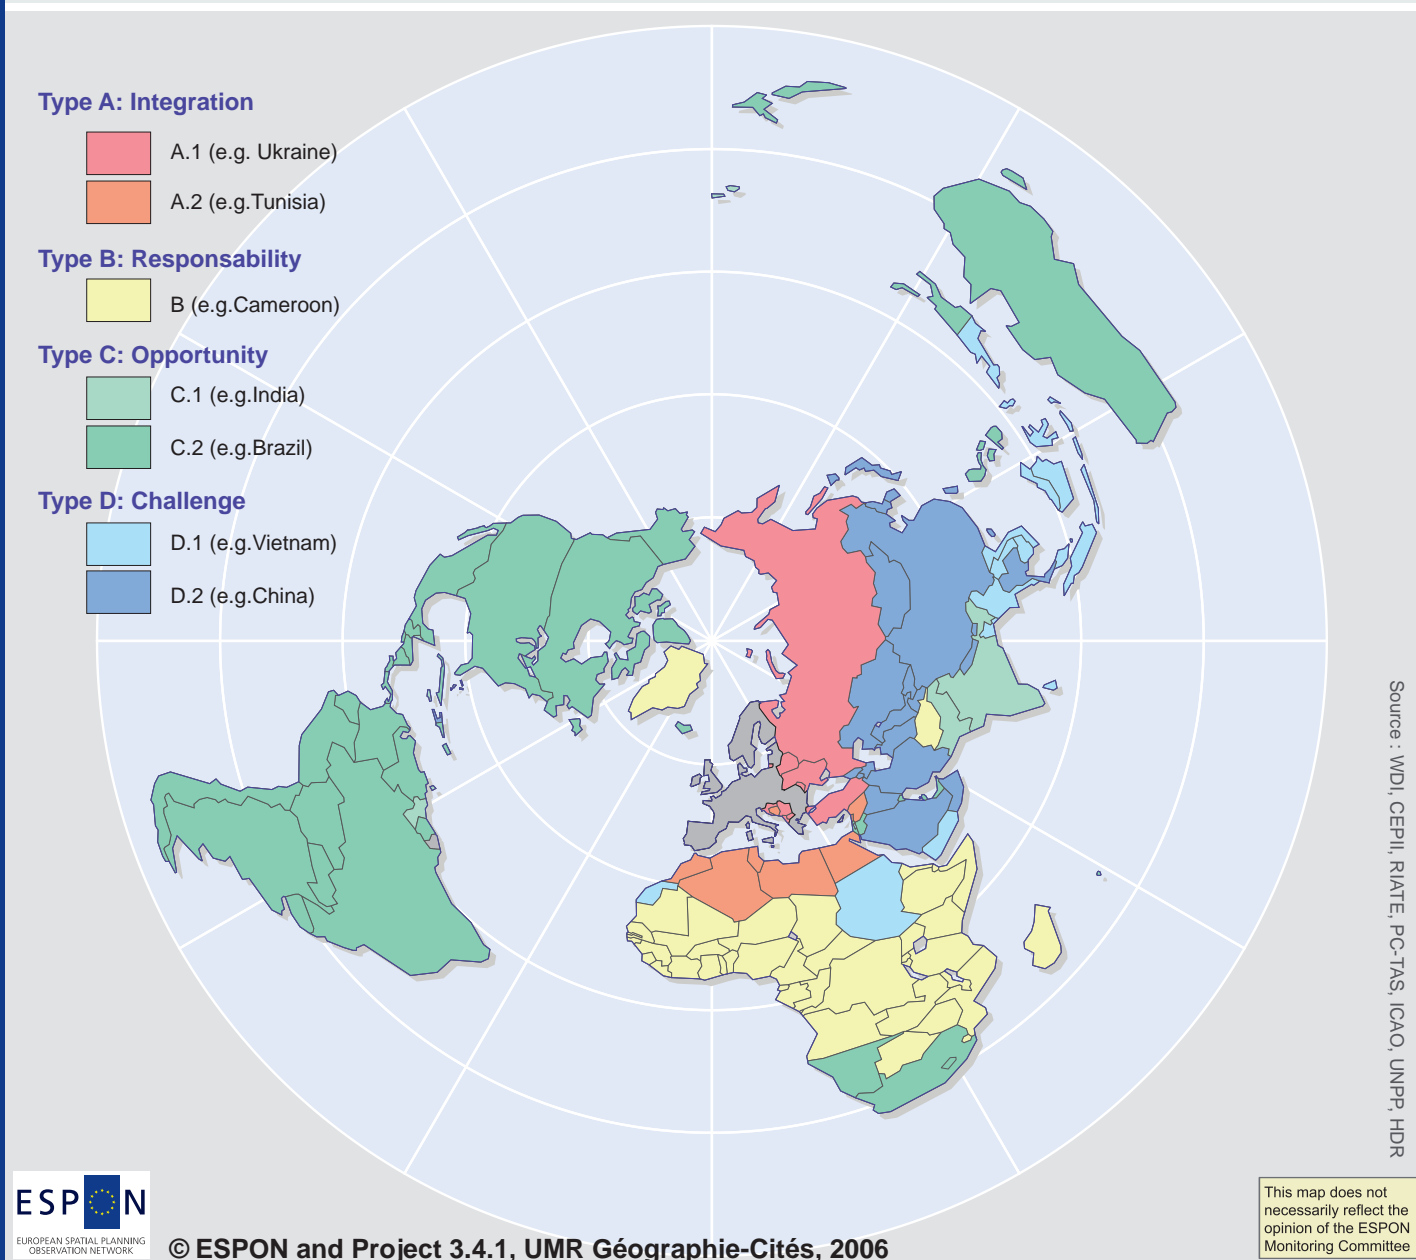 Type A: Integration
A.1 (e.g. Ukraine)
A.2 (e.g.Tunisia)
Type B: Responsability
B (e.g.Cameroon)
Type C: Opportunity
C.1 (e.g.India)
C.2 (e.g.Brazil)
Type D: Challenge
D.1 (e.g.Vietnam)
D.2 (e.g.China)
Source : WDI, CEPII, RIATE, PC-TAS, ICAO, UNPP, HDR
ESPON
EUROPEAN SPATIAL PLANNING
OBSERVATION NETWORK
© ESPON and Project 3.4.1, UMR Géographie-Cités, 2006
This map does not
necessarily reflect the
opinion of the ESPON
Monitoring Committee